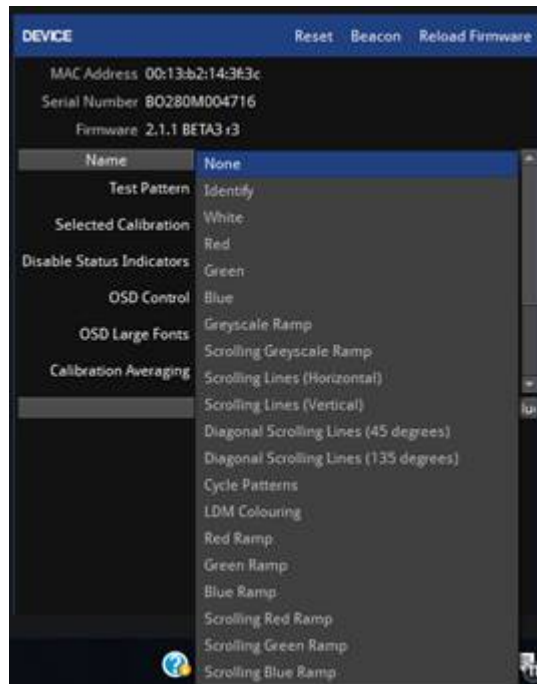 DEVICE Reset Beacon Reload Firmware
MAC Address 00:13:b2:14:3f:3c
Serial Number BO280M004716
Firmware 2.1.1 BETA3 r3
Name
Test Pattern
Selected Calibration
Disable Status Indicators
OSD Control
OSD Large Fonts
Calibration Averaging
None
Identify
White
Red
Green
Blue
Greyscale Ramp
Scrolling Greyscale Ramp
Scrolling Lines (Horizontal)
Scrolling Lines (Vertical)
Diagonal Scrolling Lines (45 degrees)
Diagonal Scrolling Lines (135 degrees)
Cycle Patterns
LDM Colouring
Red Ramp
Green Ramp
Blue Ramp
Scrolling Red Ramp
Scrolling Green Ramp
Scrolling Blue Ramp